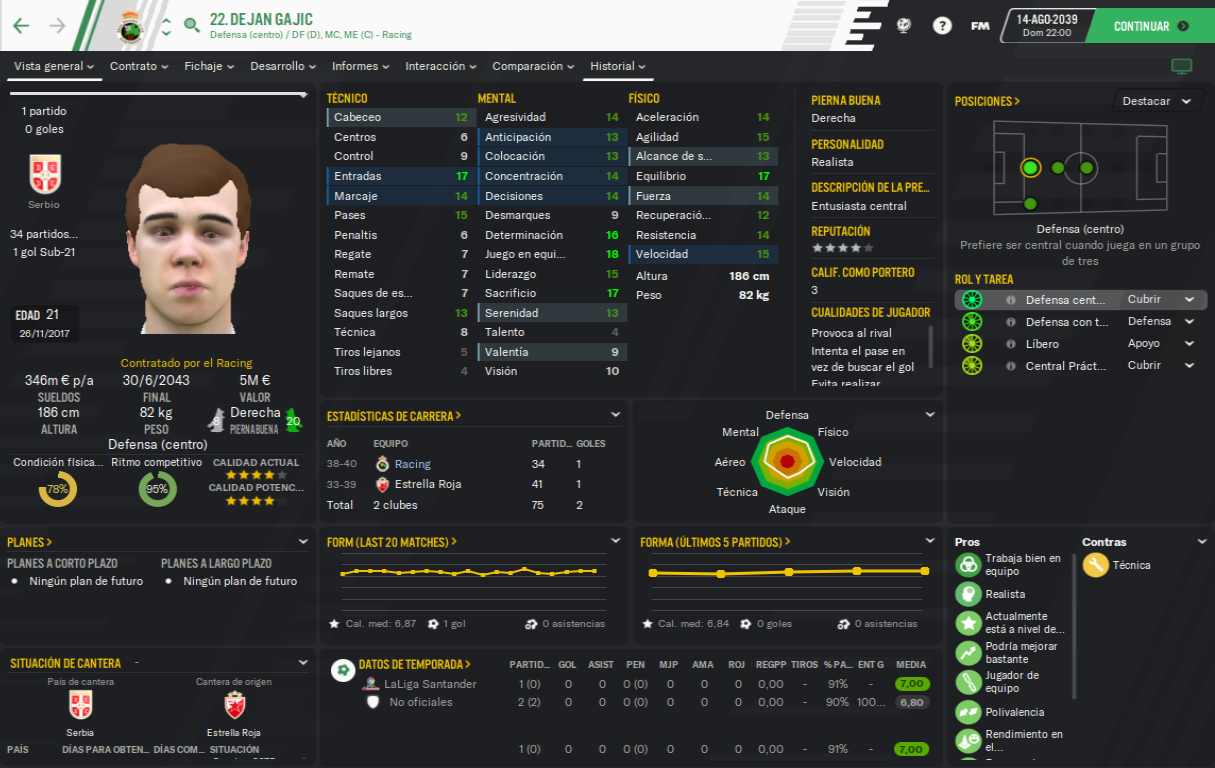 22. DEJAN GAJIC
Defensa (centro) / DF (D), MC, ME (C) - Racing
?
FM
14-AGO-2039
Dom 22:00
CONTINUAR
Vista general
Contrato
Fichaje
Desarrollo
Informes
Interacción
Comparación
Historial
1 partido
0 goles
Serbio
34 partidos...
1 gol Sub-21
EDAD 21
26/11/2017
Contratado por el Racing
346m € p/a 30/6/2043 5M €
SUELDOS FINAL VALOR
186 cm 82 kg 8 Derecha 20
ALTURA PESO PIERNA BUENA
Defensa (centro)
Condición física... Ritmo competitivo CALIDAD ACTUAL
78% 95%
CALIDAD POTENC...
TÉCNICO
Cabeceo 12
Centros 6
Control 9
Entradas 17
Marcaje 14
Pases 15
Penaltis 6
Regate 7
Remate 7
Saques de es... 7
Saques largos 13
Técnica 8
Tiros lejanos 5
Tiros libres 4
MENTAL
Agresividad 14
Anticipación 13
Colocación 13
Concentración 14
Decisiones 14
Desmarques 9
Determinación 16
Juego en equi... 18
Liderazgo 15
Sacrificio 17
Serenidad 13
Talento 4
Valentía 9
Visión 10
FÍSICO
Aceleración 14
Agilidad 15
Alcance de s... 13
Equilibrio 17
Fuerza 14
Recuperació... 12
Resistencia 14
Velocidad 15
Altura 186 cm
Peso 82 kg
PIERNA BUENA
Derecha
PERSONALIDAD
Realista
DESCRIPCIÓN DE LA PRE...
Entusiasta central
REPUTACIÓN
CALIF. COMO PORTERO
3
CUALIDADES DE JUGADOR
Provoca al rival
Intenta el pase en
vez de buscar el gol
Evita realizar
POSICIONES >
Destacar
Defensa (centro)
Prefiere ser central cuando juega en un grupo
de tres
ROL Y TAREA
Defensa cent... Cubrir
Defensa con t... Defensa
Líbero Apoyo
Central Práct... Cubrir
ESTADÍSTICAS DE CARRERA >
AÑO EQUIPO PARTID... GOLES
38-40 Racing 34 1
33-39 Estrella Roja 41 1
Total 2 clubes 75 2
Defensa
Mental Físico
Aéreo Velocidad
Técnica Visión
Ataque
PLANES >
PLANES A CORTO PLAZO PLANES A LARGO PLAZO
Ningún plan de futuro Ningún plan de futuro
FORM (LAST 20 MATCHES) >
Cal. med: 6,87 1 gol 0 asistencias
FORMA (ÚLTIMOS 5 PARTIDOS) >
Cal. med: 6,84 0 goles 0 asistencias
Pros
Trabaja bien en
equipo
Realista
Actualmente
está a nivel de...
Podría mejorar
bastante
Jugador de
equipo
Polivalencia
Rendimiento en
el...
Contras
Técnica
SITUACIÓN DE CANTERA -
País de cantera Cantera de origen
Serbia Estrella Roja
PAÍS DÍAS PARA OBTEN... DÍAS COM... SITUACIÓN
DATOS DE TEMPORADA > PARTID... GOL ASIST PEN MJP AMA ROJ REGPP TIROS % PA... ENT G MEDIA
LaLiga Santander 1 (0) 0 0 0 (0) 0 0 0 0,00 - 91% - 7,00
No oficiales 2 (2) 0 0 0 (0) 0 0 0 0,00 - 90% 100... 6,80
1 (0) 0 0 0 (0) 0 0 0 0,00 - 91% - 7,00